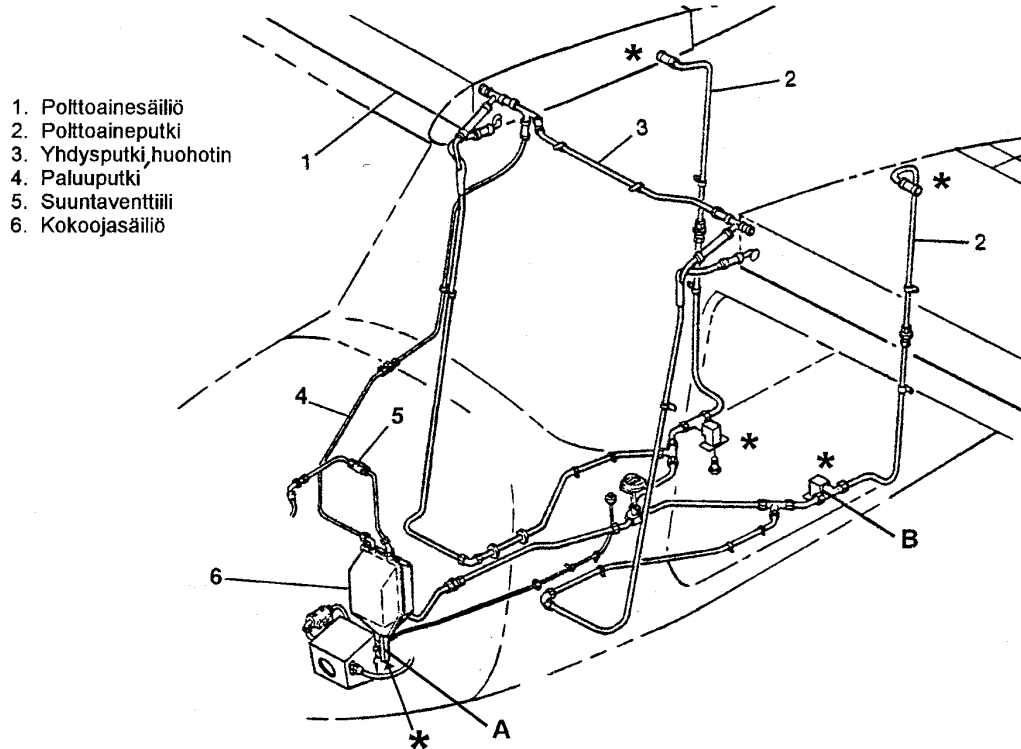 1. Polttoainesäiliö
2. Polttoaineputki
3. Yhdysputki, huohotin
4. Paluuputki
5. Suuntaventtiili
6. Kokoojasäiliö
*
2
3
1
*
2
4
5
*
*
B
6
A
*